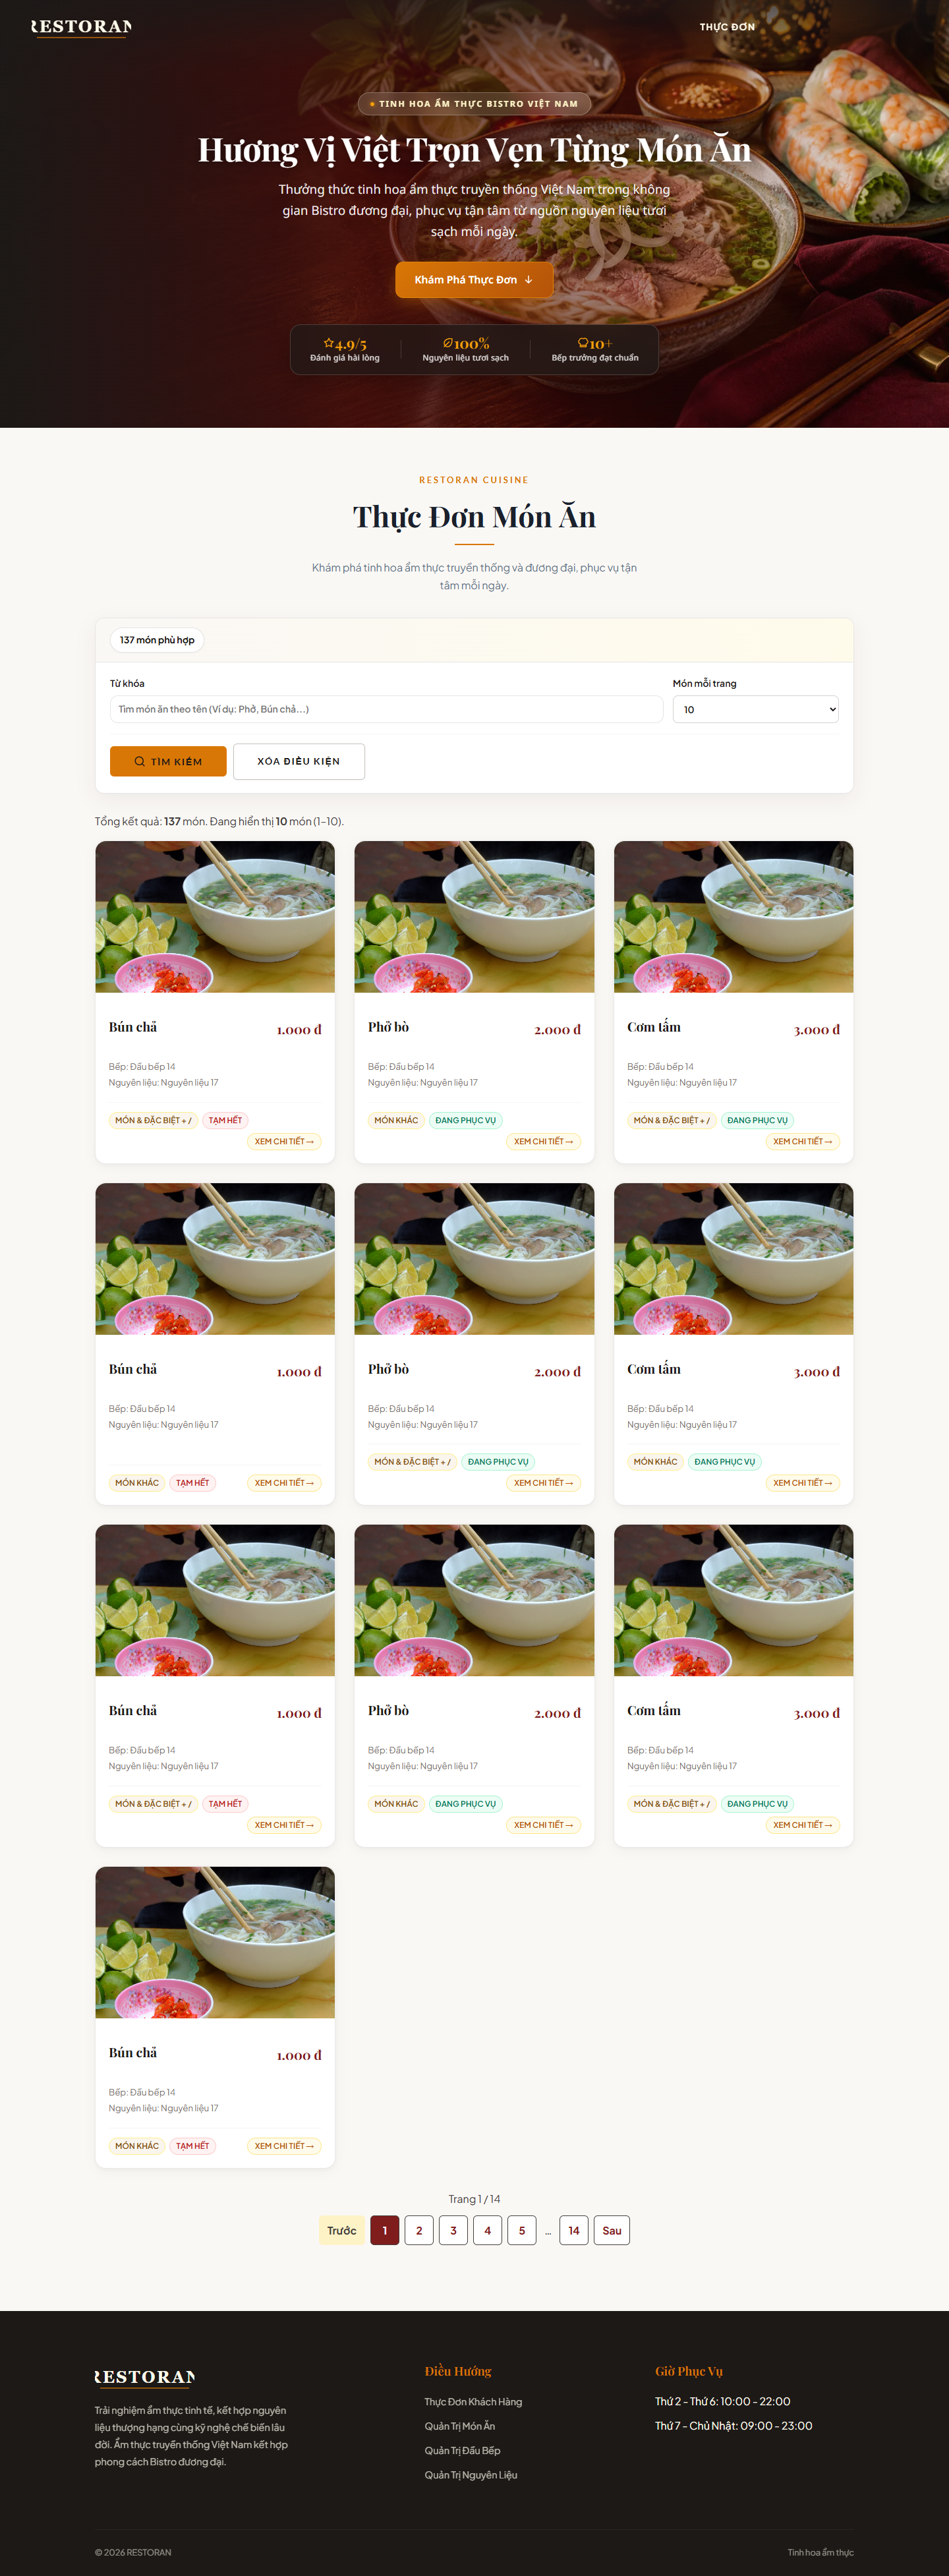 RESTORAN
THỰC ĐƠN
TINH HOA ẨM THỰC BISTRO VIỆT NAM
Hương Vị Việt Trọn Vẹn Từng Món Ăn
Thưởng thức tinh hoa ẩm thực truyền thống Việt Nam trong không
gian Bistro đương đại, phục vụ tận tâm từ nguồn nguyên liệu tươi
sạch mỗi ngày.
Khám Phá Thực Đơn ↓
4.9/5 100% 10+
Đánh giá hài lòng Nguyên liệu tươi sạch Bếp trưởng đạt chuẩn
RESTORAN CUISINE
Thực Đơn Món Ăn
Khám phá tinh hoa ẩm thực truyền thống và đương đại, phục vụ tận
tâm mỗi ngày.
137 món phù hợp
Từ khóa Món mỗi trang
Tìm món ăn theo tên (Ví dụ: Phở, Bún chả...) 10
TÌM KIẾM XÓA ĐIỀU KIỆN
Tổng kết quả: 137 món. Đang hiển thị 10 món (1–10).
Bún chả 1.000 đ Phở bò 2.000 đ Cơm tấm 3.000 đ
Bếp: Đầu bếp 14 Bếp: Đầu bếp 14 Bếp: Đầu bếp 14
Nguyên liệu: Nguyên liệu 17 Nguyên liệu: Nguyên liệu 17 Nguyên liệu: Nguyên liệu 17
MÓN & ĐẶC BIỆT + / TẠM HẾT MÓN KHÁC ĐANG PHỤC VỤ MÓN & ĐẶC BIỆT + / ĐANG PHỤC VỤ
XEM CHI TIẾT → XEM CHI TIẾT → XEM CHI TIẾT →
Bún chả 1.000 đ Phở bò 2.000 đ Cơm tấm 3.000 đ
Bếp: Đầu bếp 14 Bếp: Đầu bếp 14 Bếp: Đầu bếp 14
Nguyên liệu: Nguyên liệu 17 Nguyên liệu: Nguyên liệu 17 Nguyên liệu: Nguyên liệu 17
MÓN & ĐẶC BIỆT + / ĐANG PHỤC VỤ MÓN KHÁC ĐANG PHỤC VỤ
MÓN KHÁC TẠM HẾT XEM CHI TIẾT → XEM CHI TIẾT → XEM CHI TIẾT →
Bún chả 1.000 đ Phở bò 2.000 đ Cơm tấm 3.000 đ
Bếp: Đầu bếp 14 Bếp: Đầu bếp 14 Bếp: Đầu bếp 14
Nguyên liệu: Nguyên liệu 17 Nguyên liệu: Nguyên liệu 17 Nguyên liệu: Nguyên liệu 17
MÓN & ĐẶC BIỆT + / TẠM HẾT MÓN KHÁC ĐANG PHỤC VỤ MÓN & ĐẶC BIỆT + / ĐANG PHỤC VỤ
XEM CHI TIẾT → XEM CHI TIẾT → XEM CHI TIẾT →
Bún chả 1.000 đ
Bếp: Đầu bếp 14
Nguyên liệu: Nguyên liệu 17
MÓN KHÁC TẠM HẾT XEM CHI TIẾT →
Trang 1 / 14
Trước 1 2 3 4 5 … 14 Sau
RESTORAN
Trải nghiệm ẩm thực tinh tế, kết hợp nguyên
liệu thượng hạng cùng kỹ nghệ chế biến lâu
đời. Ẩm thực truyền thống Việt Nam kết hợp
phong cách Bistro đương đại.
Điều Hướng
Thực Đơn Khách Hàng
Quản Trị Món Ăn
Quản Trị Đầu Bếp
Quản Trị Nguyên Liệu
Giờ Phục Vụ
Thứ 2 - Thứ 6: 10:00 - 22:00
Thứ 7 - Chủ Nhật: 09:00 - 23:00
© 2026 RESTORAN Tinh hoa ẩm thực